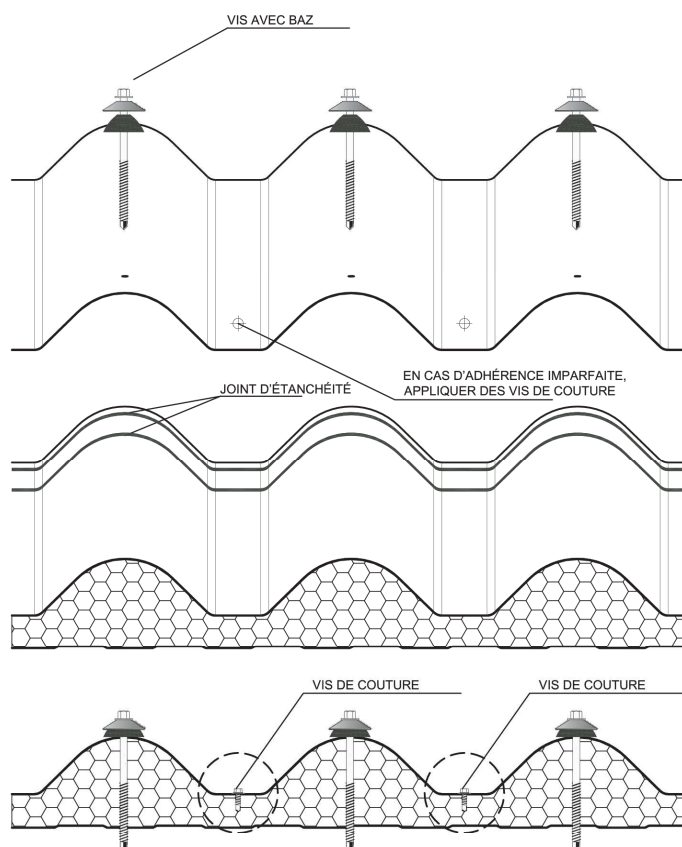 VIS AVEC BAZ
EN CAS D'ADHÉRENCE IMPARFAITE,
APPLIQUER DES VIS DE COUTURE
JOINT D'ÉTANCHÉITÉ
VIS DE COUTURE
VIS DE COUTURE